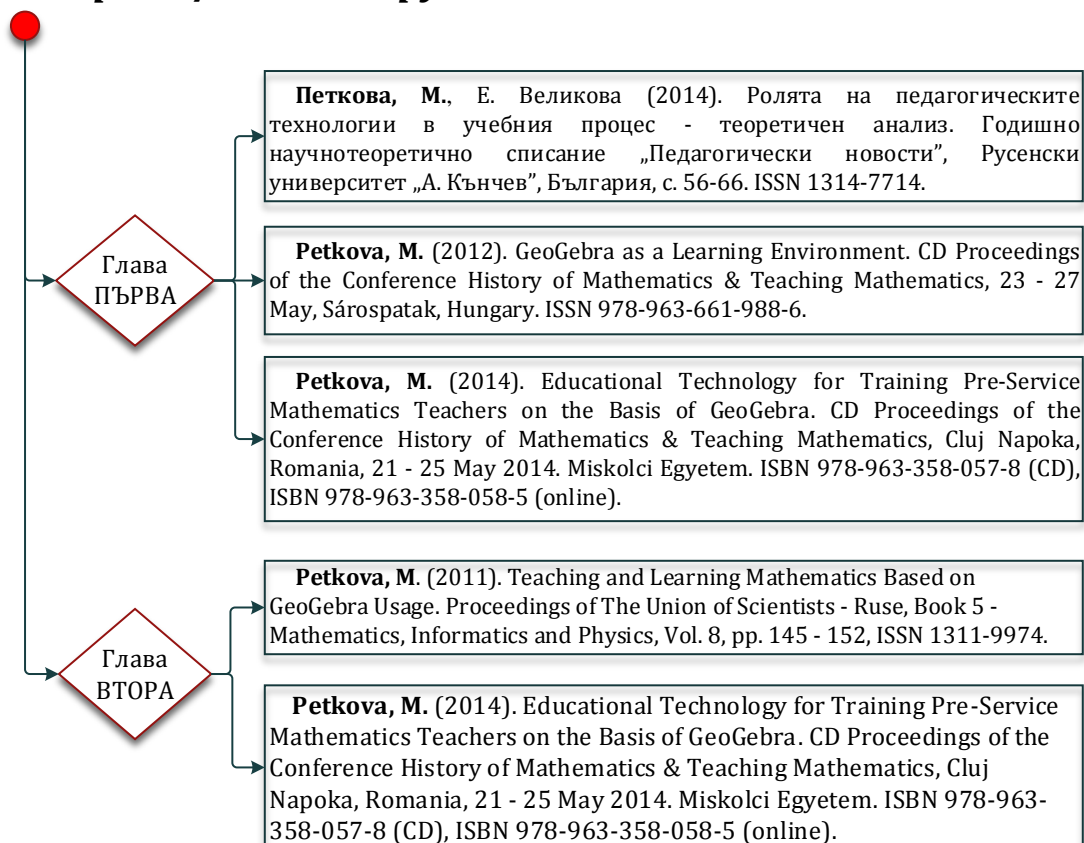 Глава
ПЪРВА
Петкова, М., Е. Великова (2014). Ролята на педагогическите
технологии в учебния процес - теоретичен анализ. Годишно
научнотеоретично списание „Педагогически новости”, Русенски
университет „А. Кънчев”, България, с. 56-66. ISSN 1314-7714.
Petkova, M. (2012). GeoGebra as a Learning Environment. CD Proceedings
of the Conference History of Mathematics & Teaching Mathematics, 23 - 27
May, Sárospatak, Hungary. ISSN 978-963-661-988-6.
Petkova, M. (2014). Educational Technology for Training Pre-Service
Mathematics Teachers on the Basis of GeoGebra. CD Proceedings of the
Conference History of Mathematics & Teaching Mathematics, Cluj Napoka,
Romania, 21 - 25 May 2014. Miskolci Egyetem. ISBN 978-963-358-057-8 (CD),
ISBN 978-963-358-058-5 (online).
Глава
ВТОРА
Petkova, M. (2011). Teaching and Learning Mathematics Based on
GeoGebra Usage. Proceedings of The Union of Scientists - Ruse, Book 5 -
Mathematics, Informatics and Physics, Vol. 8, pp. 145 - 152, ISSN 1311-9974.
Petkova, M. (2014). Educational Technology for Training Pre-Service
Mathematics Teachers on the Basis of GeoGebra. CD Proceedings of the
Conference History of Mathematics & Teaching Mathematics, Cluj
Napoka, Romania, 21 - 25 May 2014. Miskolci Egyetem. ISBN 978-963-
358-057-8 (CD), ISBN 978-963-358-058-5 (online).